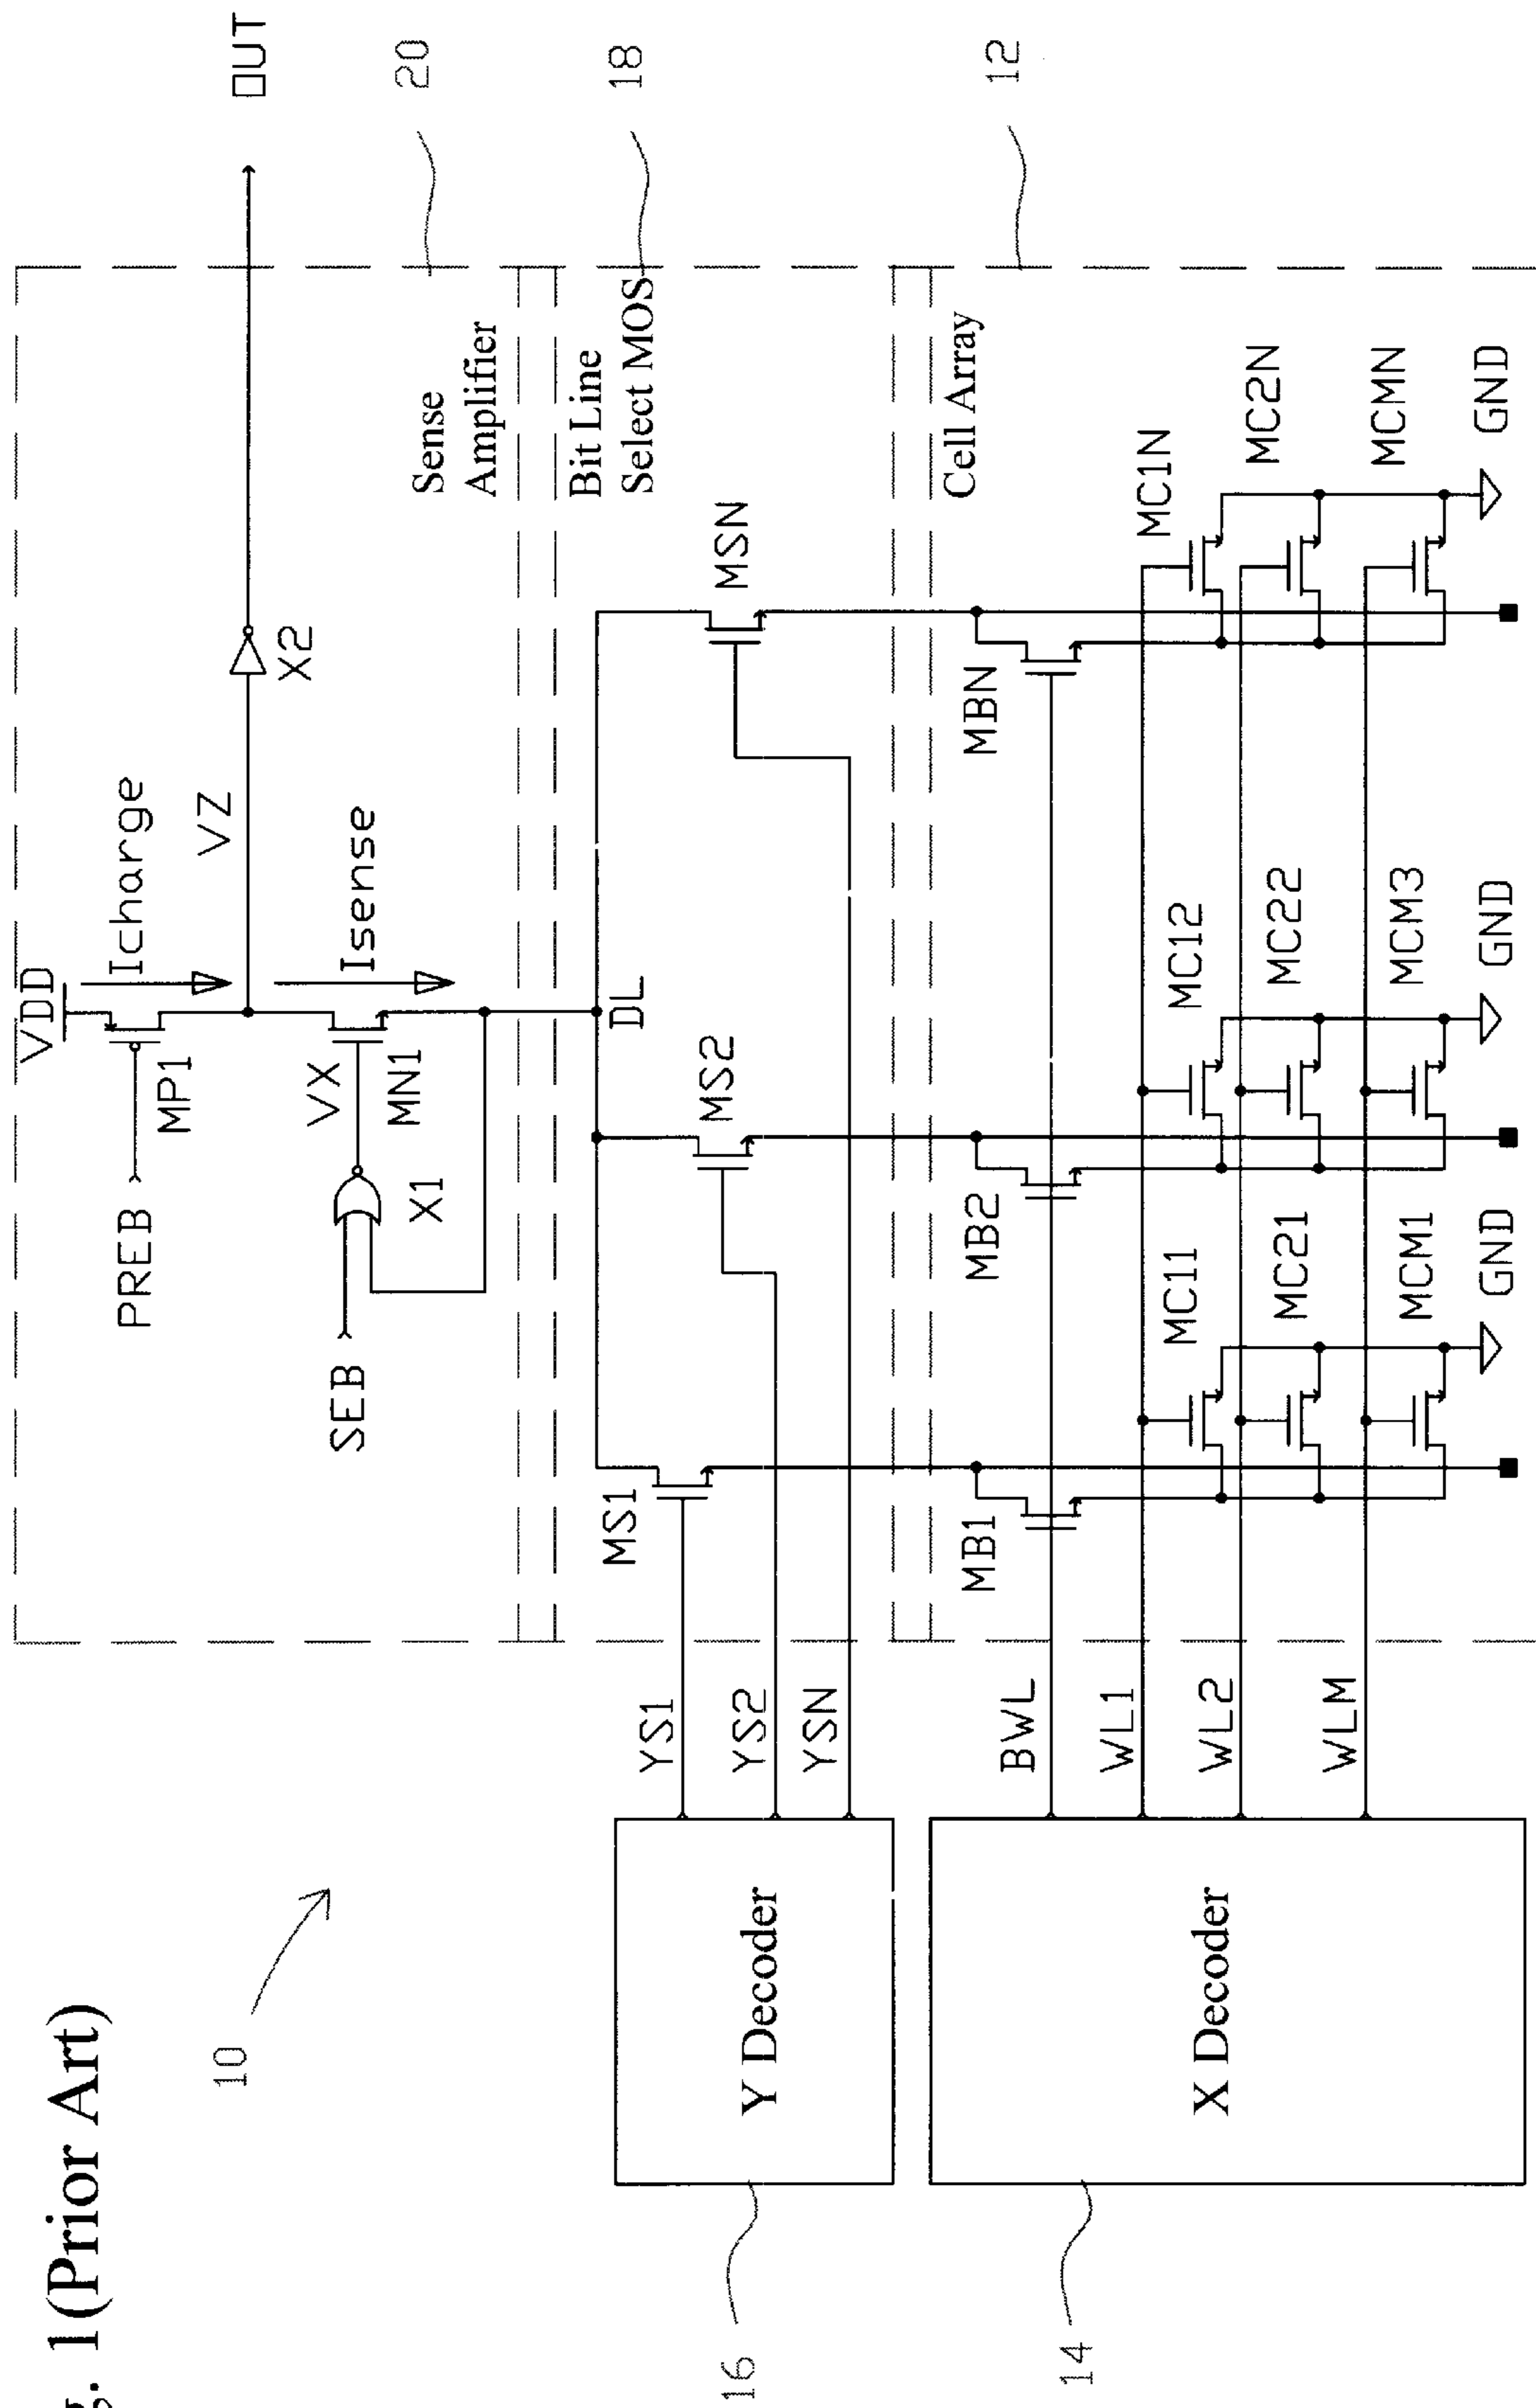 g. 1(Prior Art)
10
VDD
Icharge
PREB
MP1
VZ
X2
OUT
VX
Isense
SEB
X1
MN1
Sense
Amplifier
20
DL
Bit Line
Select MOS
18
MS1
MS2
MSN
YS1
YS2
YSN
Y Decoder
16
Cell Array
12
MB1
MB2
MBN
BWL
WL1
WL2
WLM
X Decoder
14
MC11
MC12
MC1N
MC21
MC22
MC2N
MCM1
MCM3
MCMN
GND
GND
GND